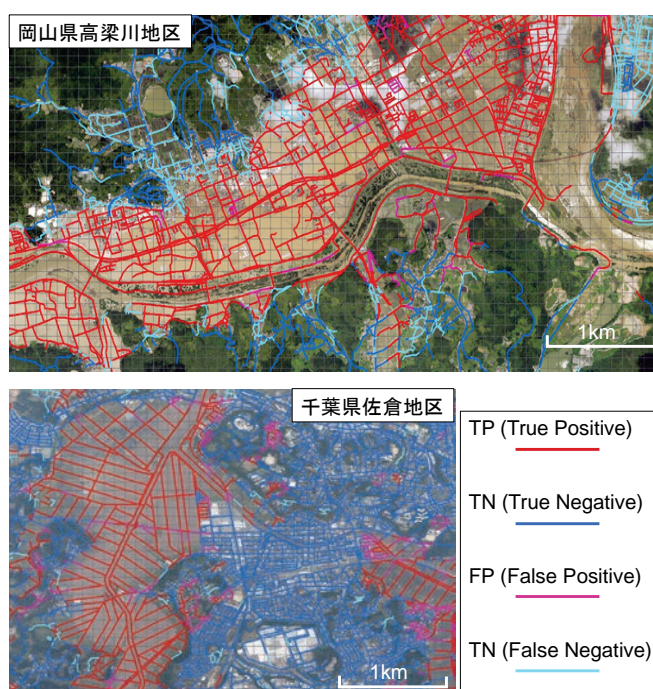 岡山県高梁川地区
1km
千葉県佐倉地区
TP (True Positive)
TN (True Negative)
FP (False Positive)
TN (False Negative)
1km